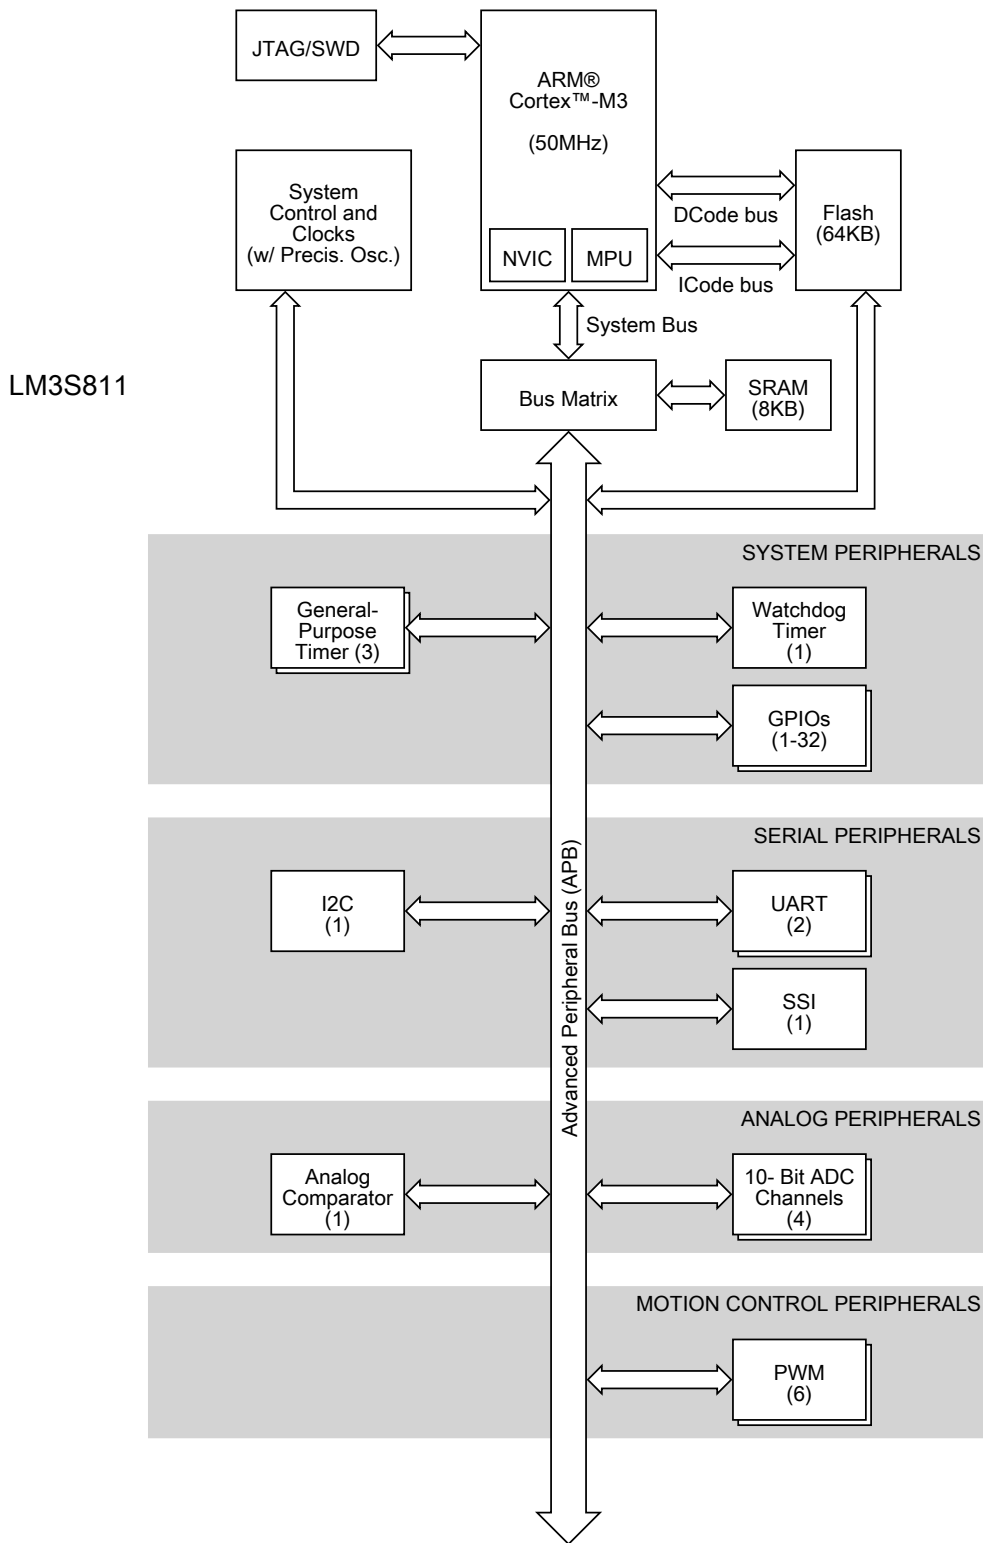 JTAG/SWD
ARM®
Cortex™-M3
(50MHz)
System
Control and
Clocks
(w/ Precis. Osc.)
DCode bus
Flash
(64KB)
NVIC
MPU
ICode bus
System Bus
LM3S811
Bus Matrix
SRAM
(8KB)
SYSTEM PERIPHERALS
General-
Purpose
Timer (3)
Watchdog
Timer
(1)
GPIOs
(1-32)
Advanced Peripheral Bus (APB)
SERIAL PERIPHERALS
I2C
(1)
UART
(2)
SSI
(1)
ANALOG PERIPHERALS
Analog
Comparator
(1)
10- Bit ADC
Channels
(4)
MOTION CONTROL PERIPHERALS
PWM
(6)